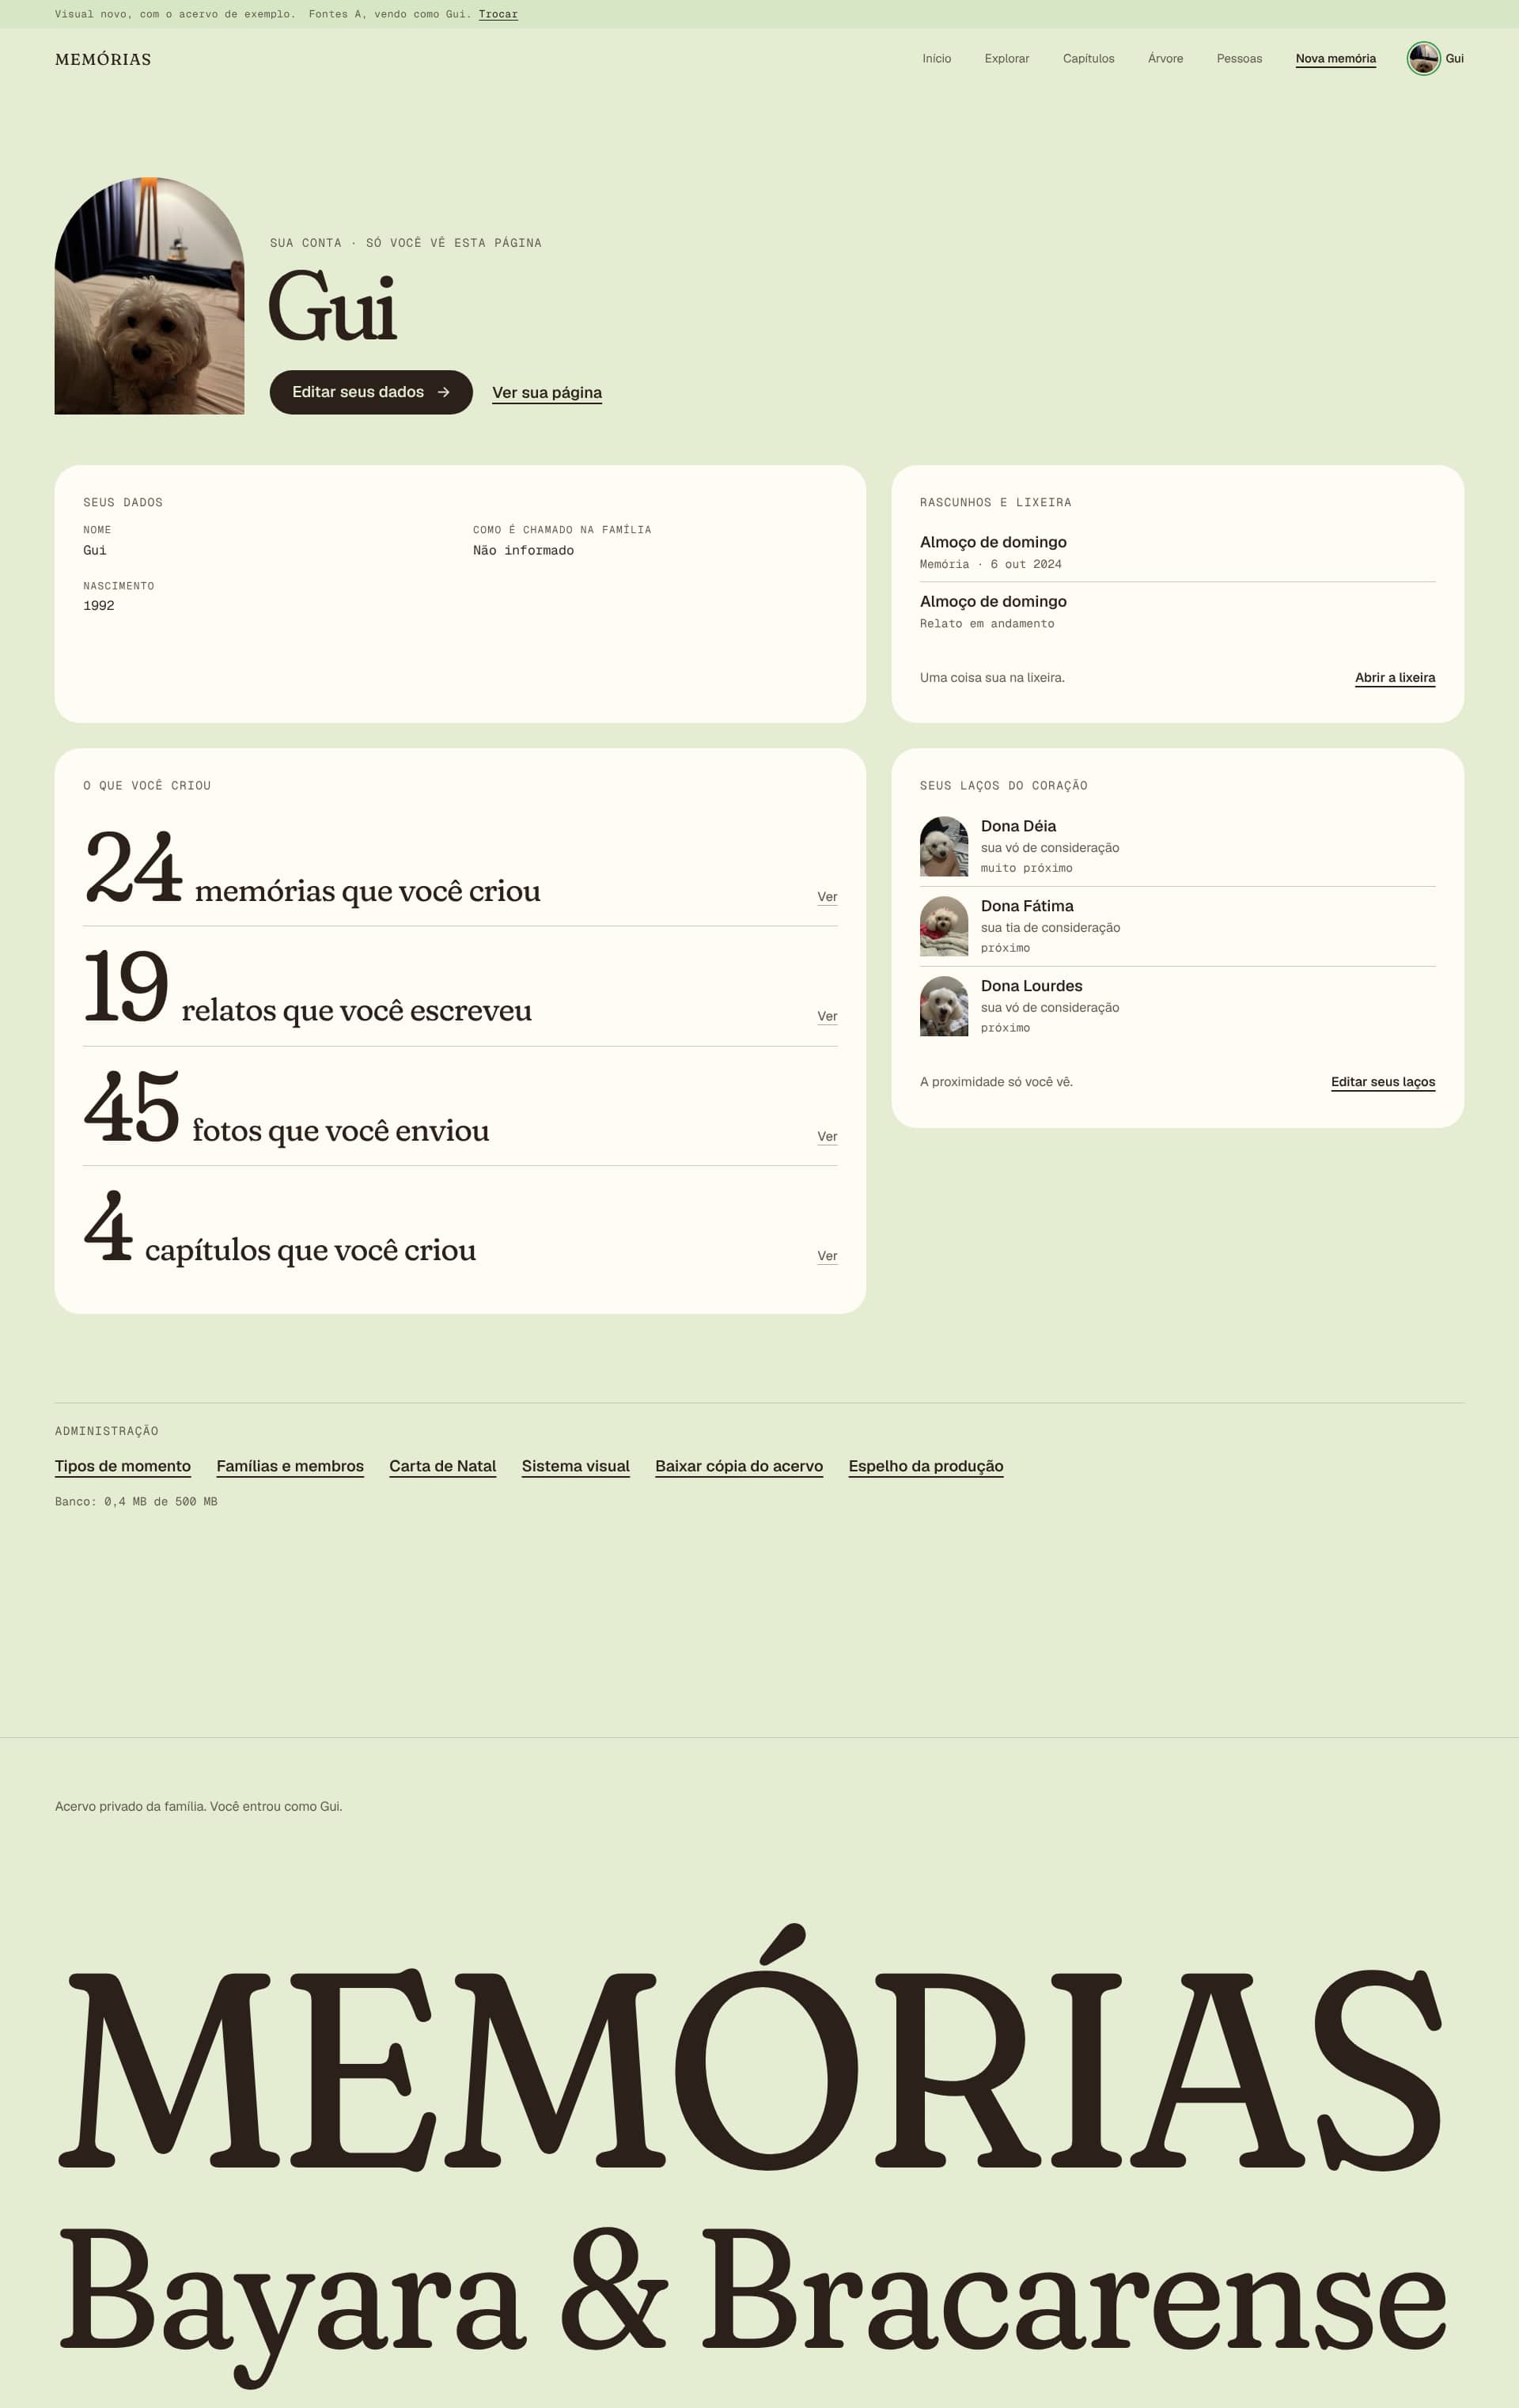 Visual novo, com o acervo de exemplo. Fontes A, vendo como Gui. Trocar
MEMÓRIAS
Início Explorar Capítulos Árvore Pessoas Nova memória Gui
SUA CONTA · SÓ VOCÊ VÊ ESTA PÁGINA
Gui
Editar seus dados →
Ver sua página
SEUS DADOS
NOME
Gui
COMO É CHAMADO NA FAMÍLIA
Não informado
NASCIMENTO
1992
RASCUNHOS E LIXEIRA
Almoço de domingo
Memória · 6 out 2024
Almoço de domingo
Relato em andamento
Uma coisa sua na lixeira.
Abrir a lixeira
O QUE VOCÊ CRIOU
24 memórias que você criou Ver
19 relatos que você escreveu Ver
45 fotos que você enviou Ver
4 capítulos que você criou Ver
SEUS LAÇOS DO CORAÇÃO
Dona Déia
sua vó de consideração
muito próximo
Dona Fátima
sua tia de consideração
próximo
Dona Lourdes
sua vó de consideração
próximo
A proximidade só você vê.
Editar seus laços
ADMINISTRAÇÃO
Tipos de momento Famílias e membros Carta de Natal Sistema visual Baixar cópia do acervo Espelho da produção
Banco: 0,4 MB de 500 MB
Acervo privado da família. Você entrou como Gui.
MEMÓRIAS
Bayara & Bracarense